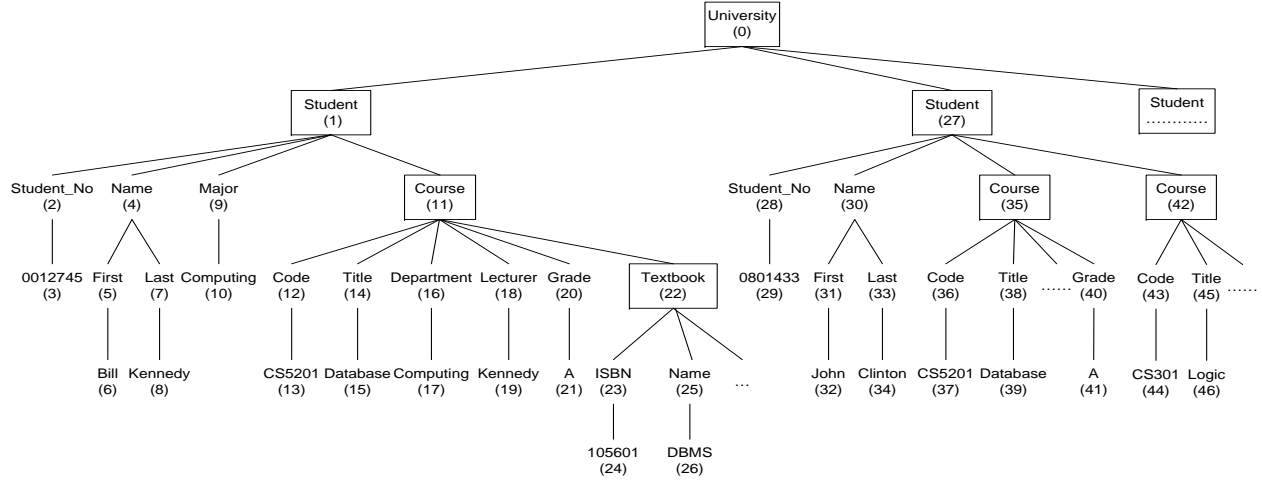 University
(0)
Student
(1)
Student
(27)
Student
............
Student_No
(2)
Name
(4)
Major
(9)
Course
(11)
Student_No
(28)
Name
(30)
Course
(35)
Course
(42)
0012745
(3)
First
(5)
Last
(7)
Computing
(10)
Code
(12)
Title
(14)
Department
(16)
Lecturer
(18)
Grade
(20)
Textbook
(22)
0801433
(29)
First
(31)
Last
(33)
Code
(36)
Title
(38)
......
Grade
(40)
Code
(43)
Title
(45)
......
Bill
(6)
Kennedy
(8)
CS5201
(13)
Database
(15)
Computing
(17)
Kennedy
(19)
A
(21)
ISBN
(23)
Name
(25)
...
John
(32)
Clinton
(34)
CS5201
(37)
Database
(39)
A
(41)
CS301
(44)
Logic
(46)
105601
(24)
DBMS
(26)